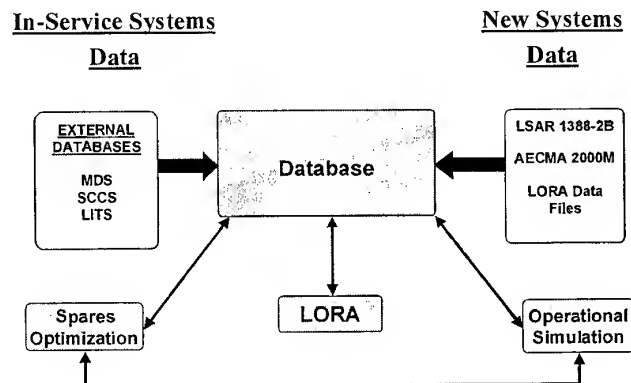 In-Service Systems
Data
New Systems
Data
EXTERNAL
DATABASES
MDS
SCCS
LITS
Database
LSAR 1388-2B
AECMA 2000M
LORA Data
Files
Spares
Optimization
LORA
Operational
Simulation